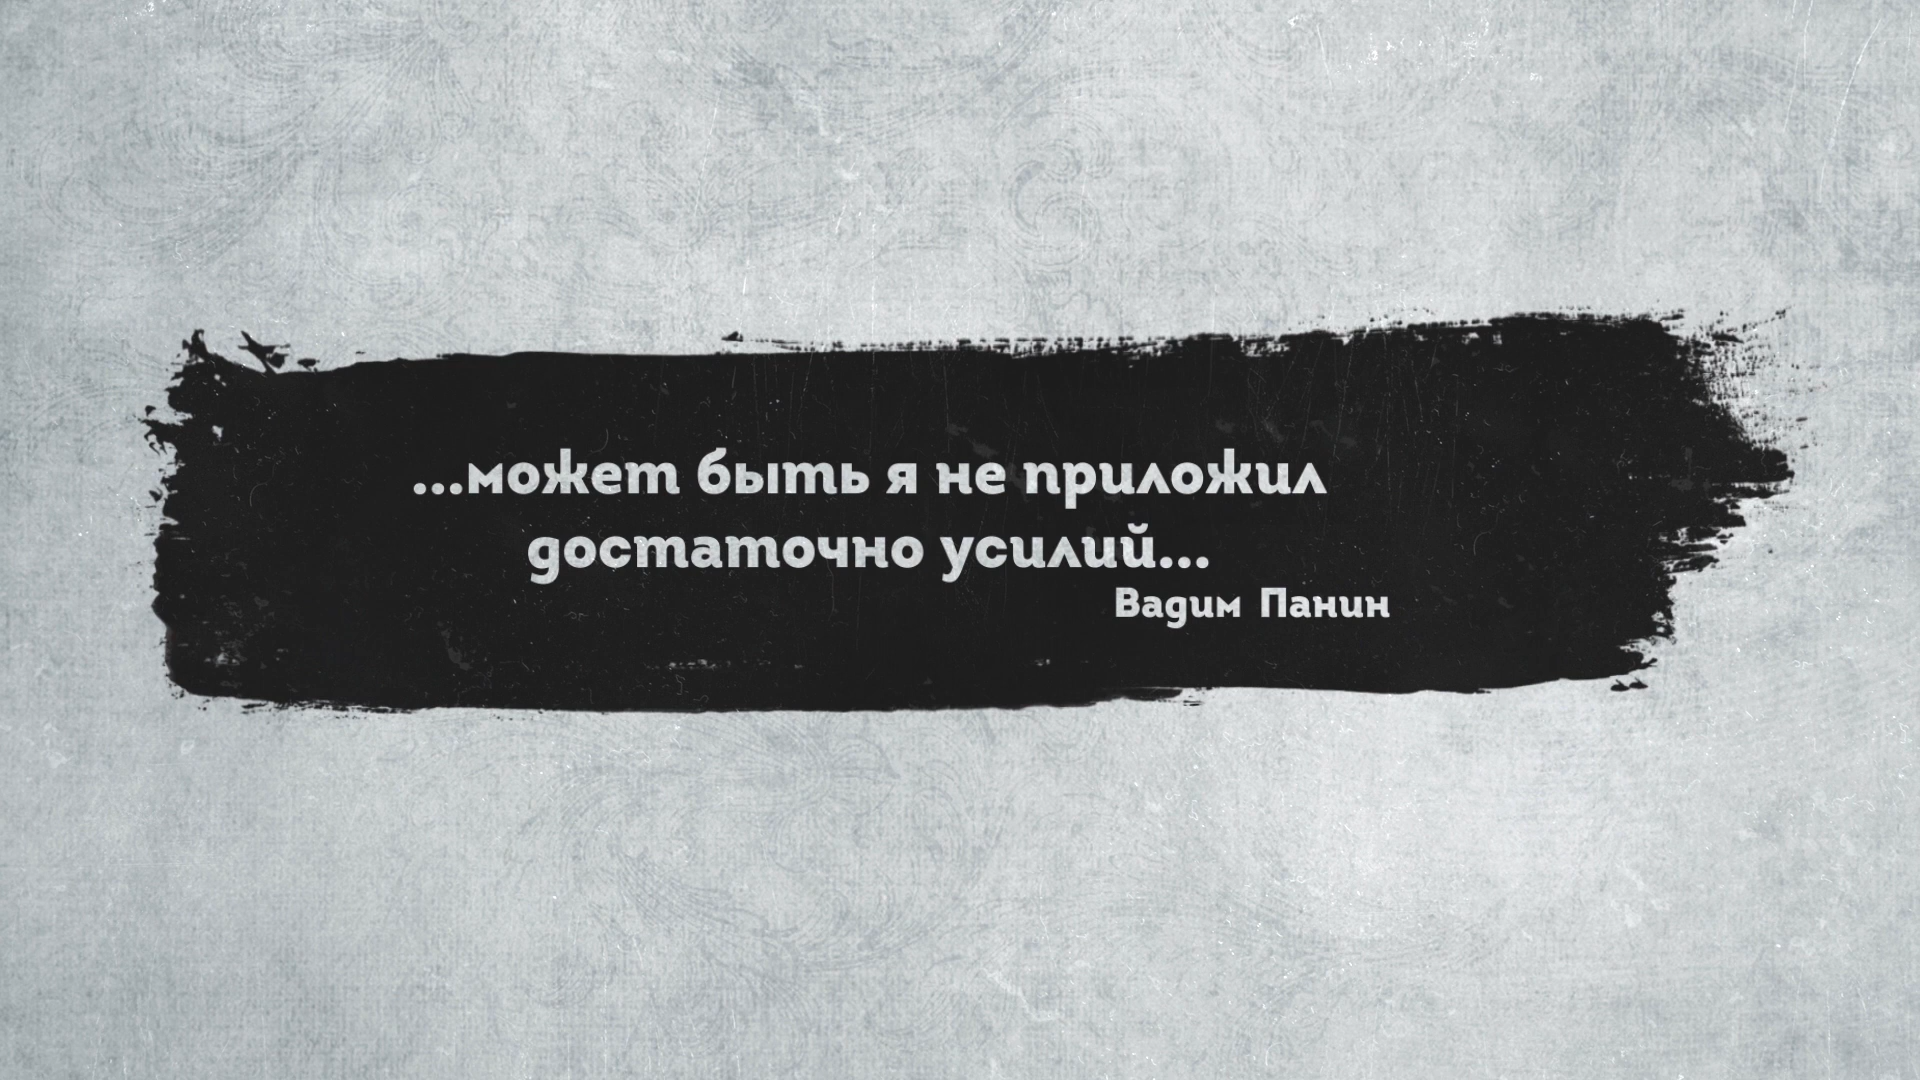 ...может быть я не приложил
достаточно усилий...
Вадим Панин